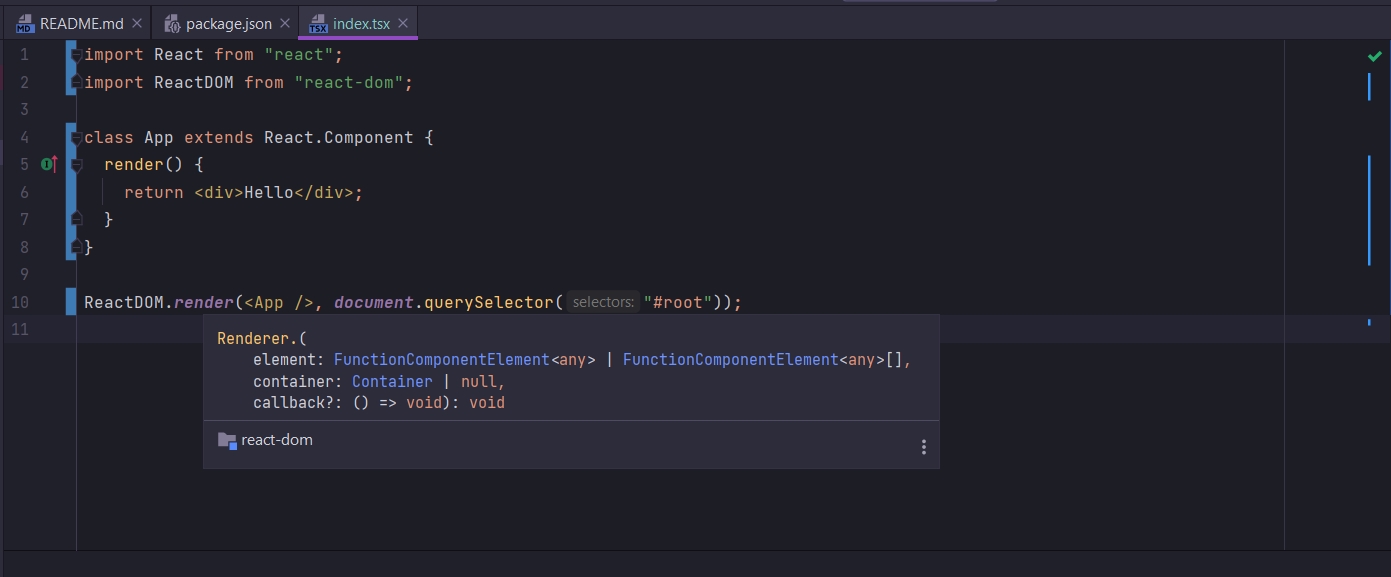 README.md package.json index.tsx
1 import React from "react";
2 import ReactDOM from "react-dom";
3
4 class App extends React.Component {
5 render() {
6 return <div>Hello</div>;
7 }
8 }
9
10 ReactDOM.render(<App />, document.querySelector( selectors: "#root"));
11
Renderer.(
element: FunctionComponentElement<any> | FunctionComponentElement<any>[],
container: Container | null,
callback?: () => void): void
react-dom